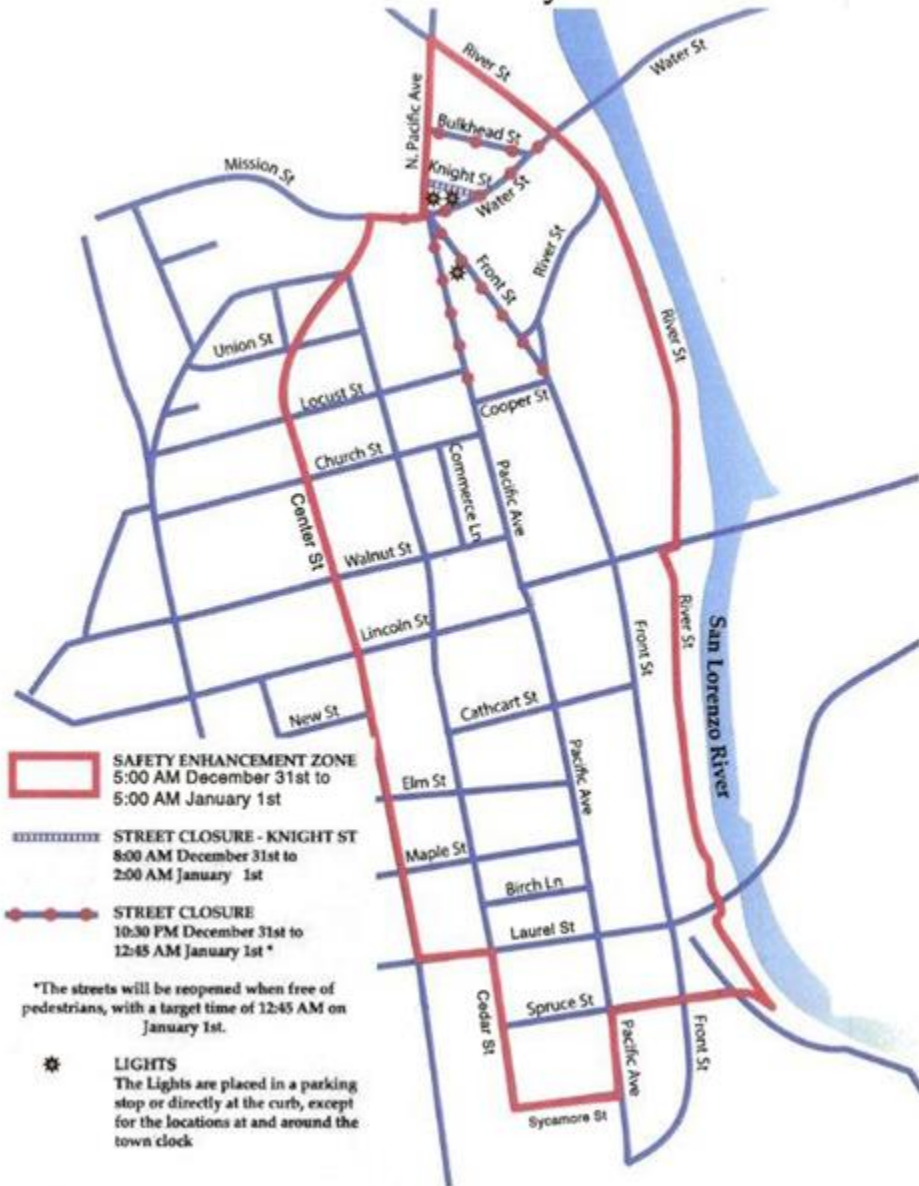 River St
Water St
N. Pacific Ave
Bulkhead St
Mission St
Knight St
Water St
River St
Front St
River St
Union St
Locust St
Cooper St
Church St
Commerce Ln
Pacific Ave
Center St
Walnut St
Lincoln St
Front St
River St
San Lorenzo River
Cathcart St
New St
Pacific Ave
Elm St
Maple St
Birch Ln
Laurel St
Cedar St
Spruce St
Pacific Ave
Front St
Sycamore St
SAFETY ENHANCEMENT ZONE
5:00 AM December 31st to
5:00 AM January 1st
STREET CLOSURE - KNIGHT ST
8:00 AM December 31st to
2:00 AM January 1st
STREET CLOSURE
10:30 PM December 31st to
12:45 AM January 1st *
*The streets will be reopened when free of
pedestrians, with a target time of 12:45 AM on
January 1st.
LIGHTS
The Lights are placed in a parking
stop or directly at the curb, except
for the locations at and around the
town clock